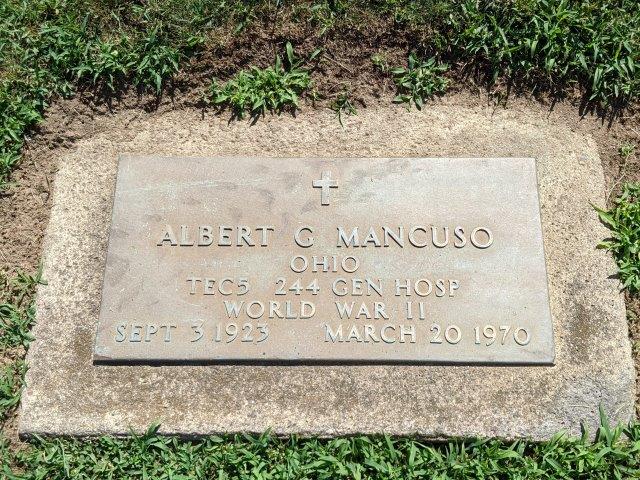 ALBERT G MANCUSO
OHIO
TEC5 244 GEN HOSP
WORLD WAR II
SEPT 3 1923 MARCH 20 1970